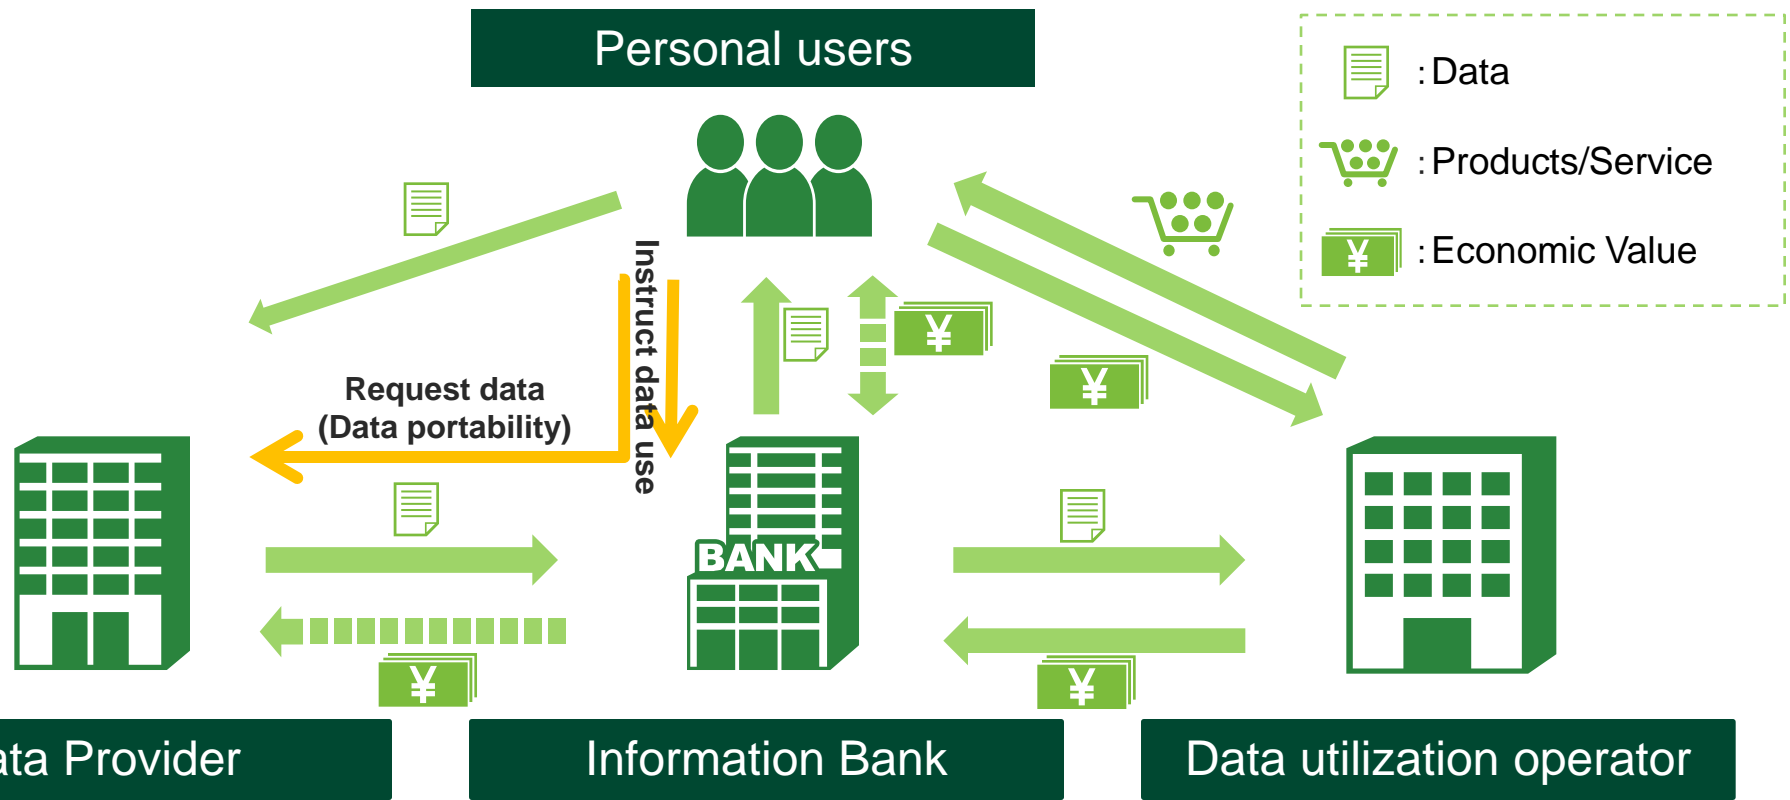 Personal users
:Data
:Products/Service
¥
:Economic Value
Instruct data use
¥
¥
Request data
(Data portability)
BANK
¥
¥
ata Provider
Information Bank
Data utilization operator